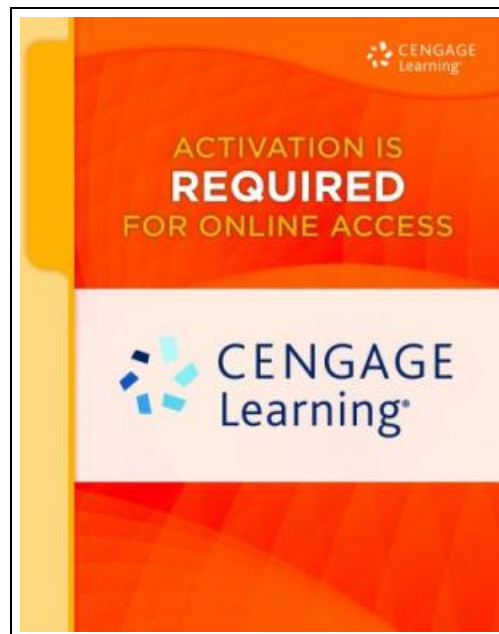 CENGAGE
Learning®
ACTIVATION IS
REQUIRED
FOR ONLINE ACCESS
CENGAGE
Learning®